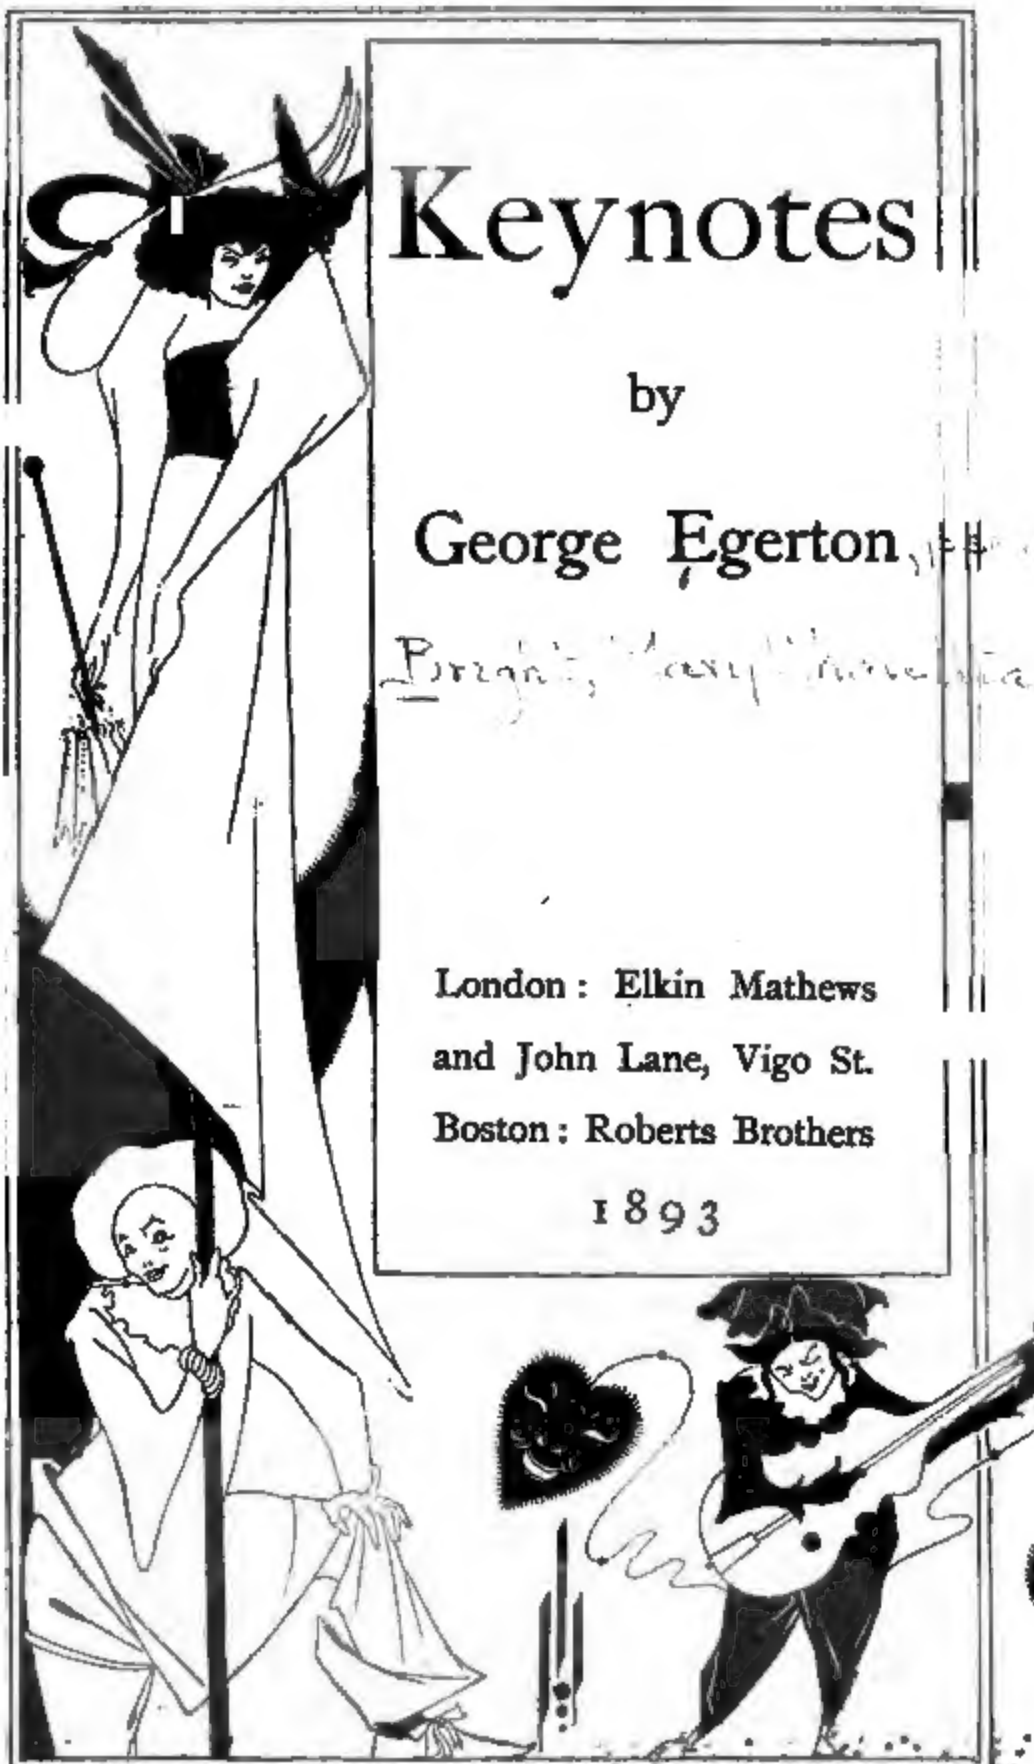 Keynotes
by
George Egerton
London : Elkin Mathews
and John Lane, Vigo St.
Boston : Roberts Brothers
1893